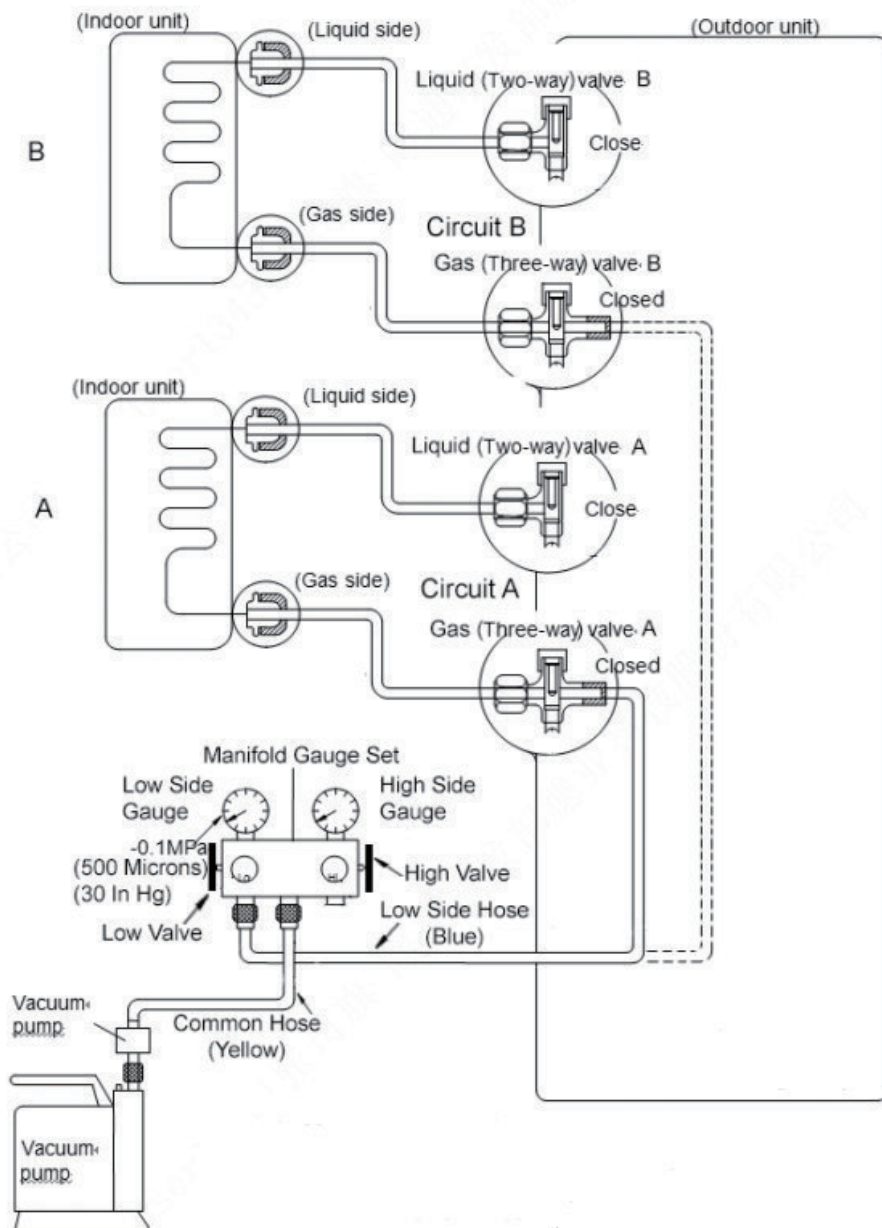 (Indoor unit)
(Liquid side)
(Outdoor unit)
Liquid (Two-way) valve B
Close
B
(Gas side)
Circuit B
Gas (Three-way) valve B
Closed
(Indoor unit)
(Liquid side)
Liquid (Two-way) valve A
Close
A
(Gas side)
Circuit A
Gas (Three-way) valve A
Closed
Manifold Gauge Set
Low Side
Gauge
High Side
Gauge
-0.1MPa
(500 Microns)
(30 In Hg)
High Valve
Low Valve
Low Side Hose
(Blue)
Vacuum
pump
Common Hose
(Yellow)
Vacuum
pump